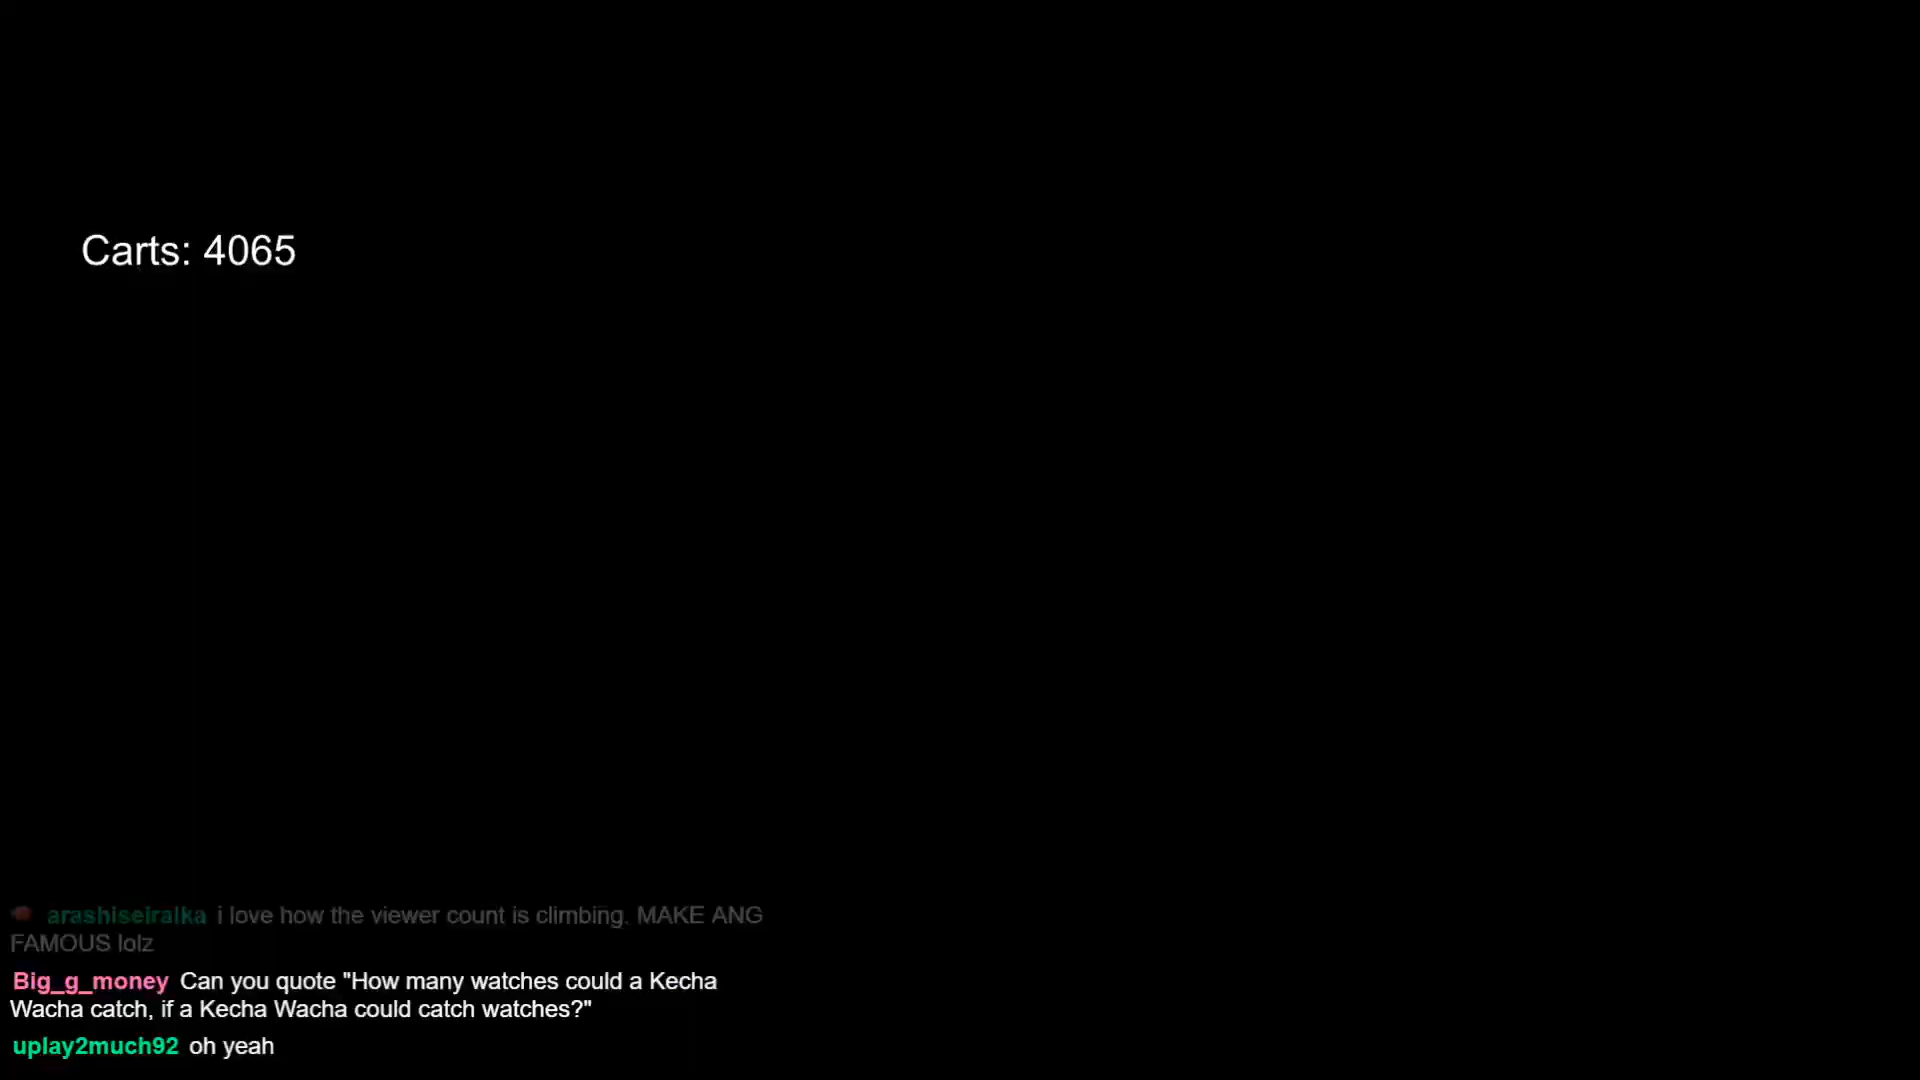 Carts: 4065
arashiseiralka i love how the viewer count is climbing. MAKE ANG
FAMOUS lolz
Big_g_money Can you quote "How many watches could a Kecha
Wacha catch, if a Kecha Wacha could catch watches?"
uplay2much92 oh yeah